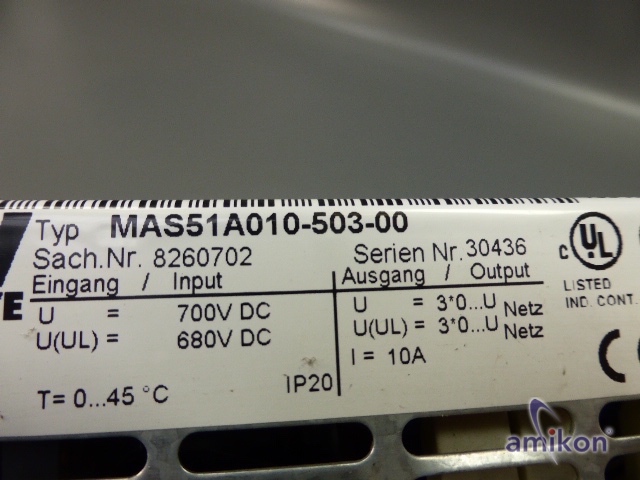 Typ MAS51A010-503-00
Sach.Nr. 8260702
Serien Nr. 30436
Eingang / Input
Ausgang / Output
U = 700V DC
U = 3*0...U Netz
U(UL) = 680V DC
U(UL) = 3*0...U Netz
I = 10A
T= 0...45 °C
IP20
C UL
LISTED
IND. CONT.
TE
amikon